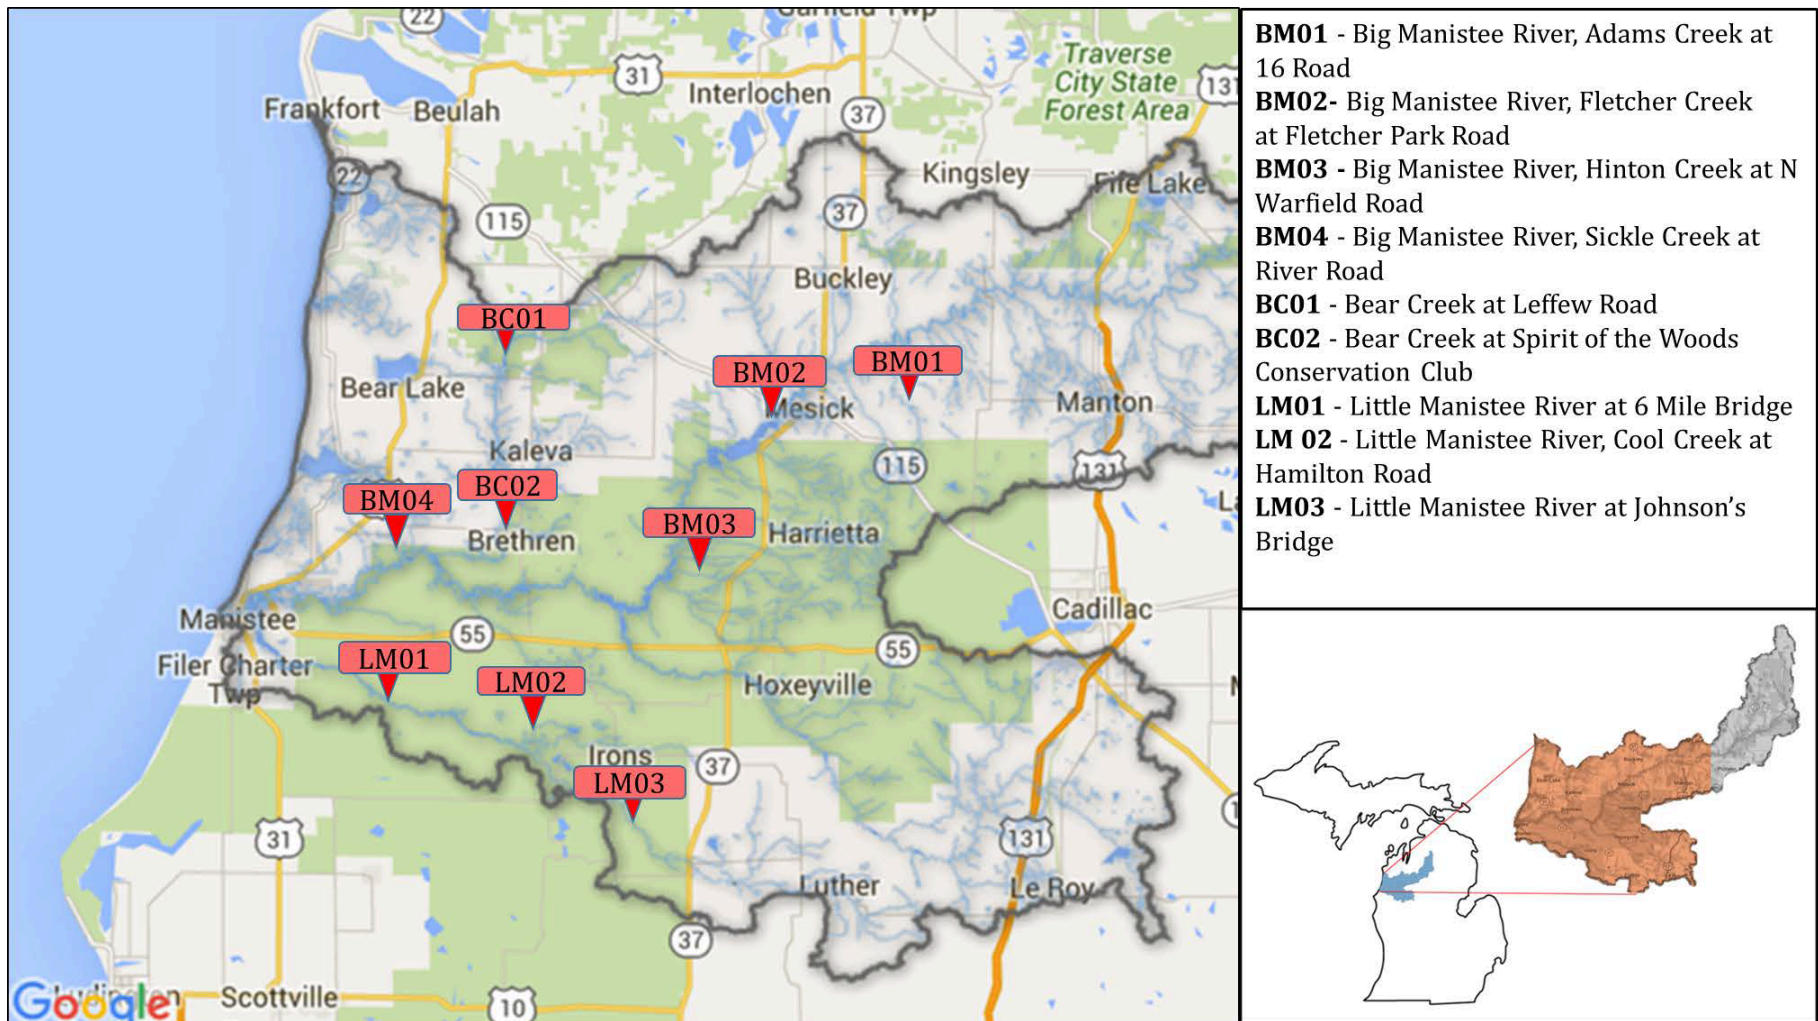 22
Garfield Twp
31
Traverse
City State
Forest Area
131
Interlochen
Frankfort
Beulah
37
22
Kingsley
Fife Lake
115
37
Buckley
BC01
BM02
BM01
Bear Lake
Mesick
Manton
Kaleva
115
131
BM04
BC02
BM03
Harrietta
Brethren
Manistee
Cadillac
55
55
LM01
Filer Charter
Twp
LM02
Hoxeyville
Irons
37
LM03
31
131
Luther
Le Roy
37
Google
Scottville
10
BM01 - Big Manistee River, Adams Creek at
16 Road
BM02- Big Manistee River, Fletcher Creek
at Fletcher Park Road
BM03 - Big Manistee River, Hinton Creek at N
Warfield Road
BM04 - Big Manistee River, Sickle Creek at
River Road
BC01 - Bear Creek at Leffew Road
BC02 - Bear Creek at Spirit of the Woods
Conservation Club
LM01 - Little Manistee River at 6 Mile Bridge
LM 02 - Little Manistee River, Cool Creek at
Hamilton Road
LM03 - Little Manistee River at Johnson’s
Bridge